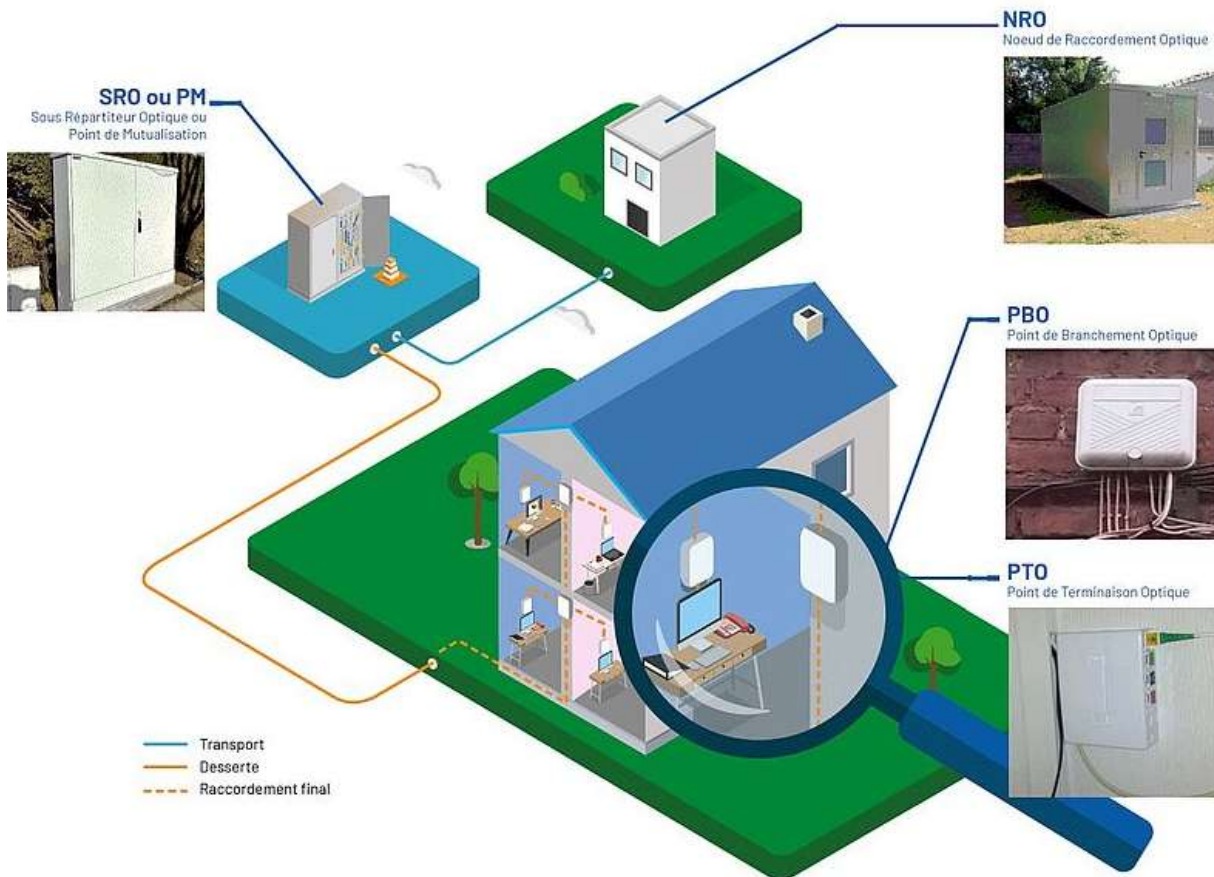 NRO
Noeud de Raccordement Optique
SRO ou PM
Sous Répartiteur Optique ou
Point de Mutualisation
PBO
Point de Branchement Optique
PTO
Point de Terminaison Optique
Transport
Desserte
Raccordement final